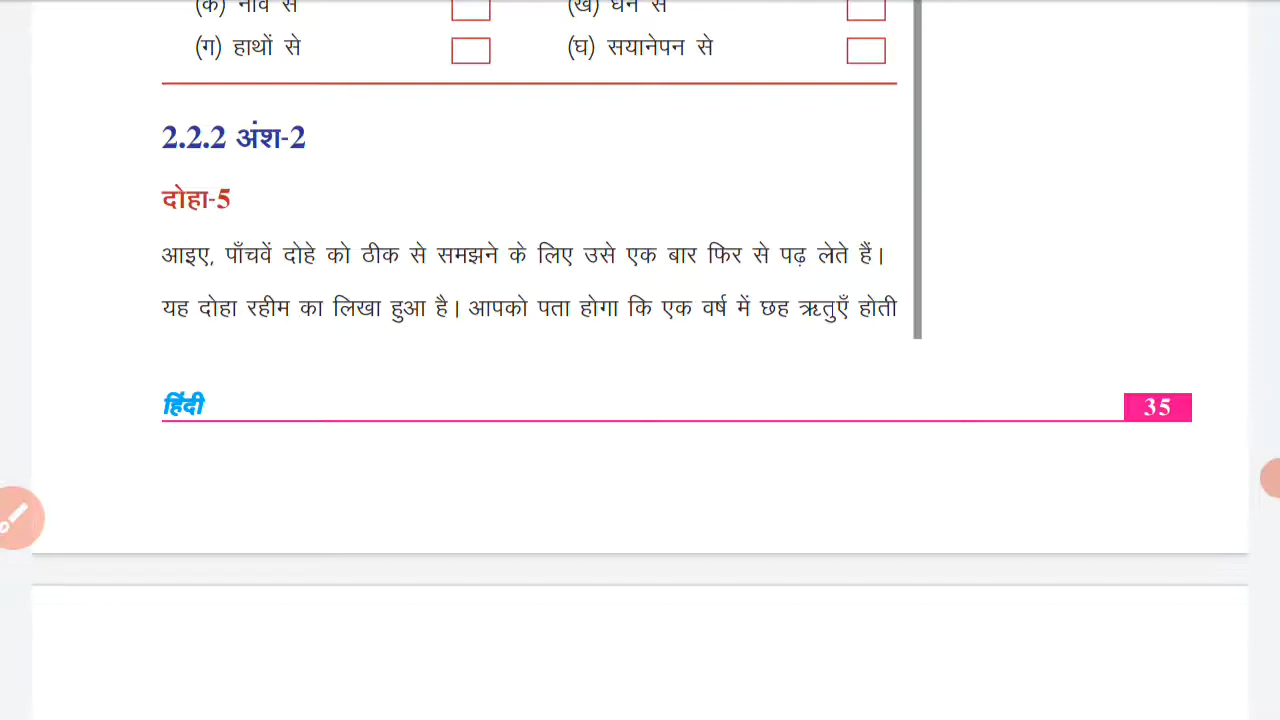 (क) नाव से (ख) धन से
(ग) हाथों से (घ) सयानेपन से
2.2.2 अंश-2
दोहा-5
आइए, पाँचवें दोहे को ठीक से समझने के लिए उसे एक बार फिर से पढ़ लेते हैं।
यह दोहा रहीम का लिखा हुआ है। आपको पता होगा कि एक वर्ष में छह ऋतुएँ होती
हिंदी 35